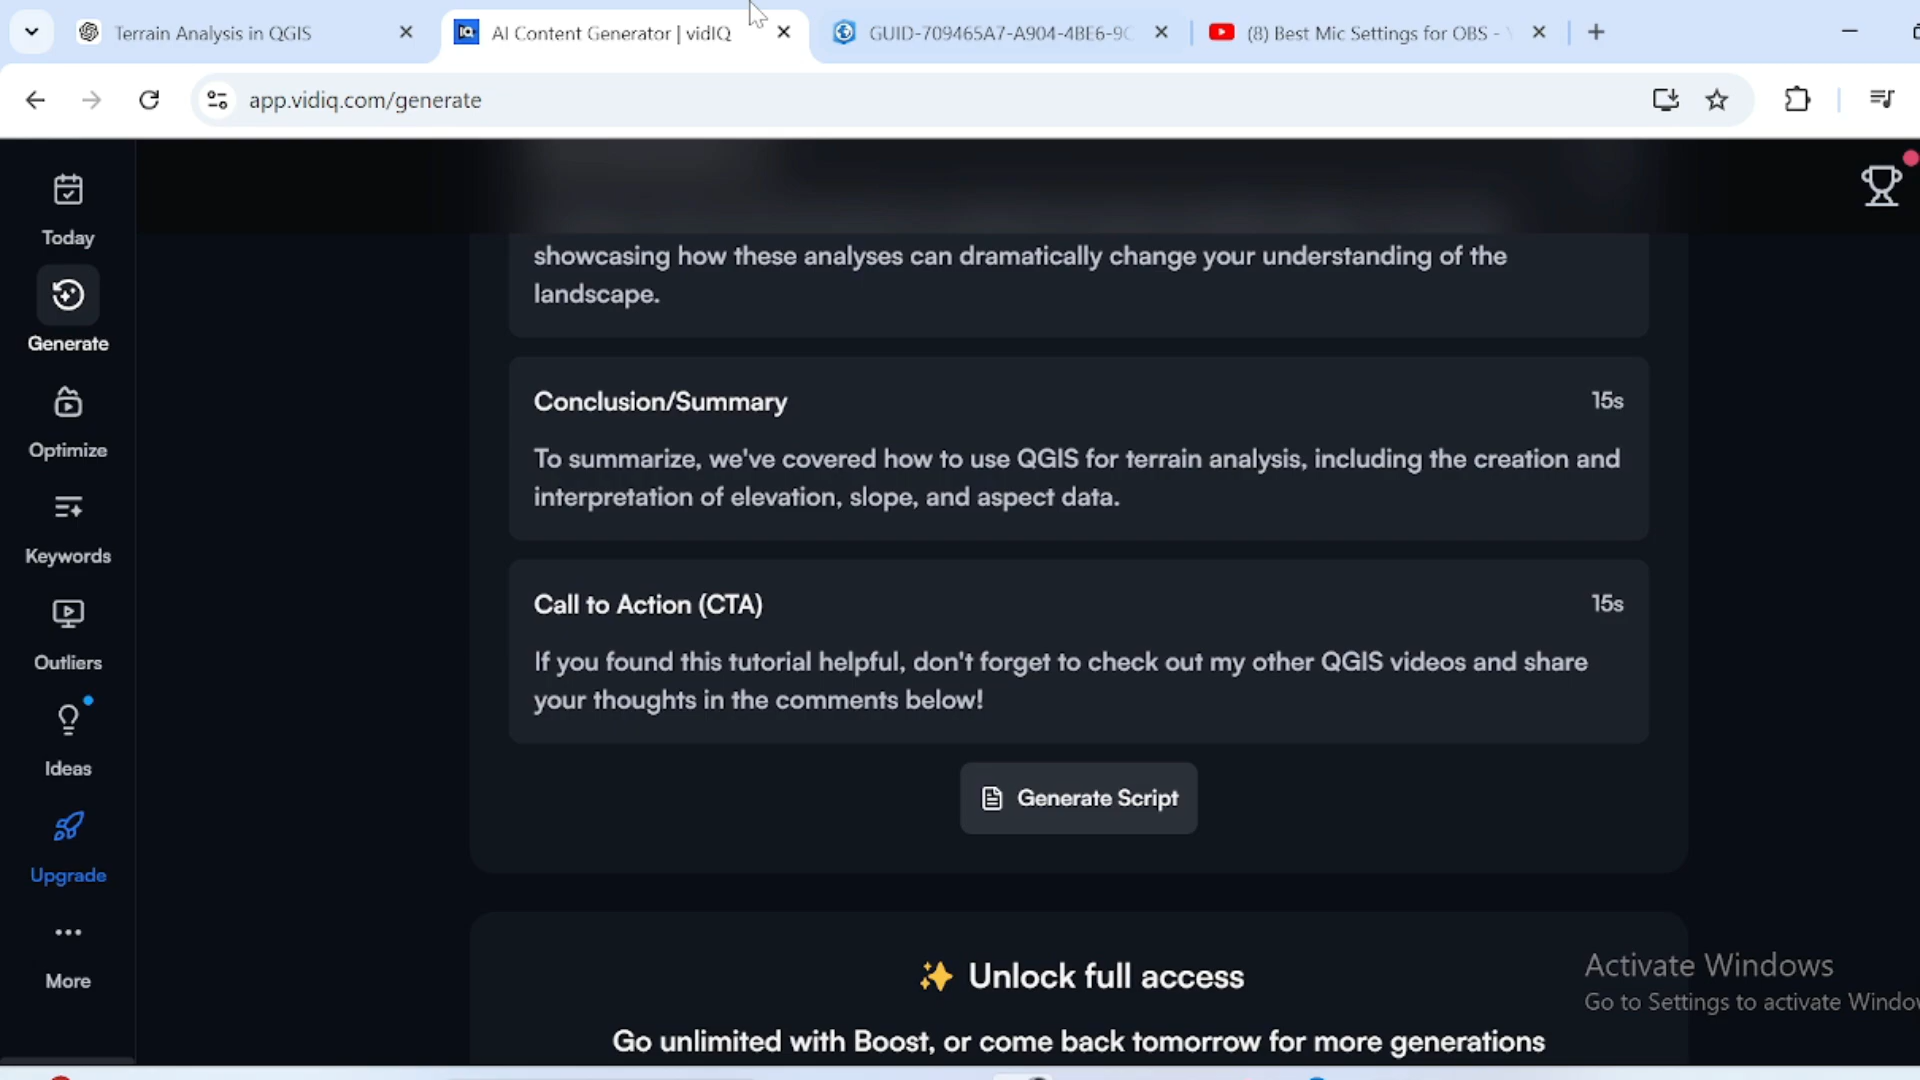 Terrain Analysis in QGIS
AI Content Generator | vidIQ
GUID-709465A7-A904-4BE6-9
(8) Best Mic Settings for OBS -
app.vidiq.com/generate
Today
Generate
Optimize
Keywords
Outliers
Ideas
Upgrade
More
showcasing how these analyses can dramatically change your understanding of the
landscape.
Conclusion/Summary
15s
To summarize, we've covered how to use QGIS for terrain analysis, including the creation and
interpretation of elevation, slope, and aspect data.
Call to Action (CTA)
15s
If you found this tutorial helpful, don't forget to check out my other QGIS videos and share
your thoughts in the comments below!
Generate Script
✨ Unlock full access
Go unlimited with Boost, or come back tomorrow for more generations
Activate Windows
Go to Settings to activate Window